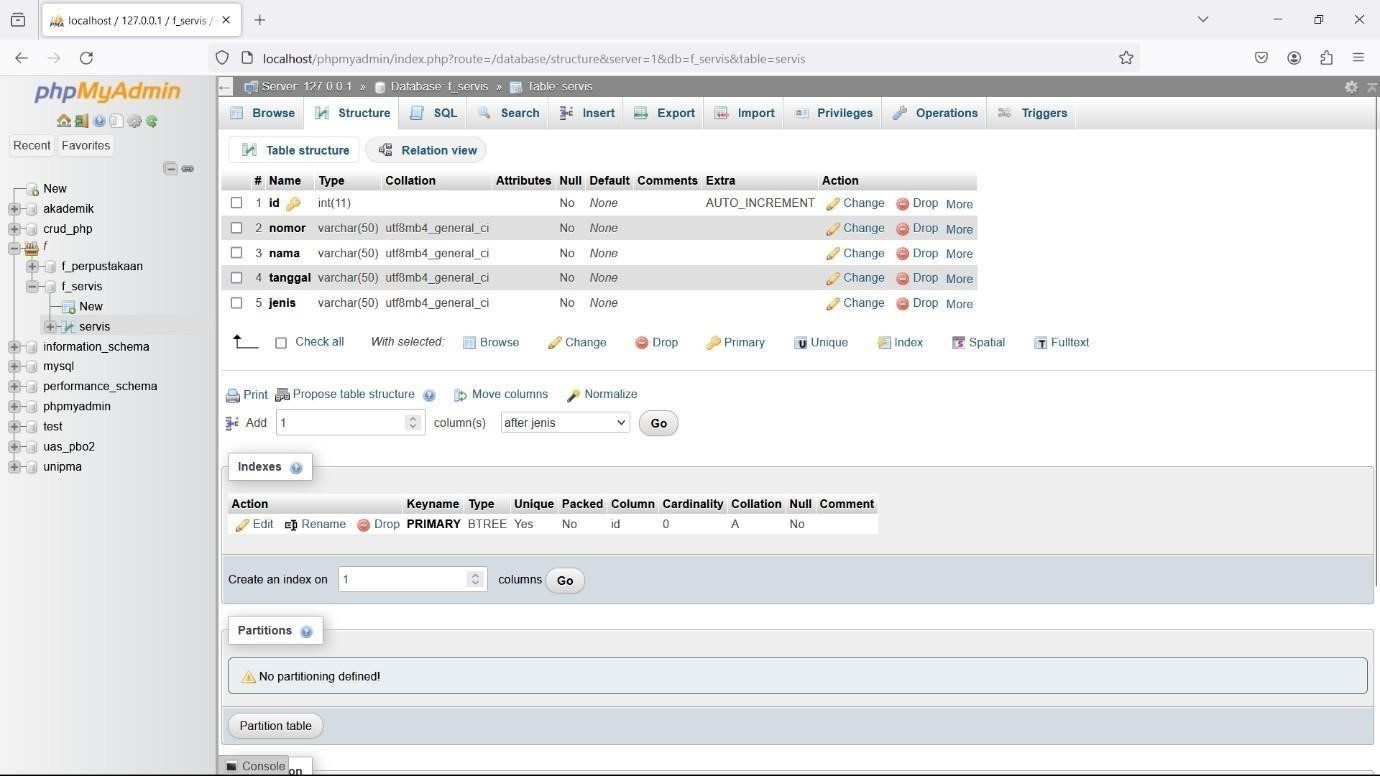 localhost / 127.0.0.1 / f_servis /
localhost/phpmyadmin/index.php?route=/database/structure&server=1&db=f_servis&table=servis
phpMyAdmin
Recent Favorites
New
akademik
crud_php
f
f_perpustakaan
f_servis
New
servis
information_schema
mysql
performance_schema
phpmyadmin
test
uas_pbo2
unipma
Server: 127.0.0.1 » Database: f_servis » Table: servis
Browse Structure SQL Search Insert Export Import Privileges Operations Triggers
Table structure Relation view
# Name Type Collation Attributes Null Default Comments Extra Action
1 id int(11) No None AUTO_INCREMENT Change Drop More
2 nomor varchar(50) utf8mb4_general_ci No None Change Drop More
3 nama varchar(50) utf8mb4_general_ci No None Change Drop More
4 tanggal varchar(50) utf8mb4_general_ci No None Change Drop More
5 jenis varchar(50) utf8mb4_general_ci No None Change Drop More
Check all With selected: Browse Change Drop Primary Unique Index Spatial Fulltext
Print Propose table structure Move columns Normalize
Add 1 column(s) after jenis Go
Indexes
Action Keyname Type Unique Packed Column Cardinality Collation Null Comment
Edit Rename Drop PRIMARY BTREE Yes No id 0 A No
Create an index on 1 columns Go
Partitions
No partitioning defined!
Partition table
Console